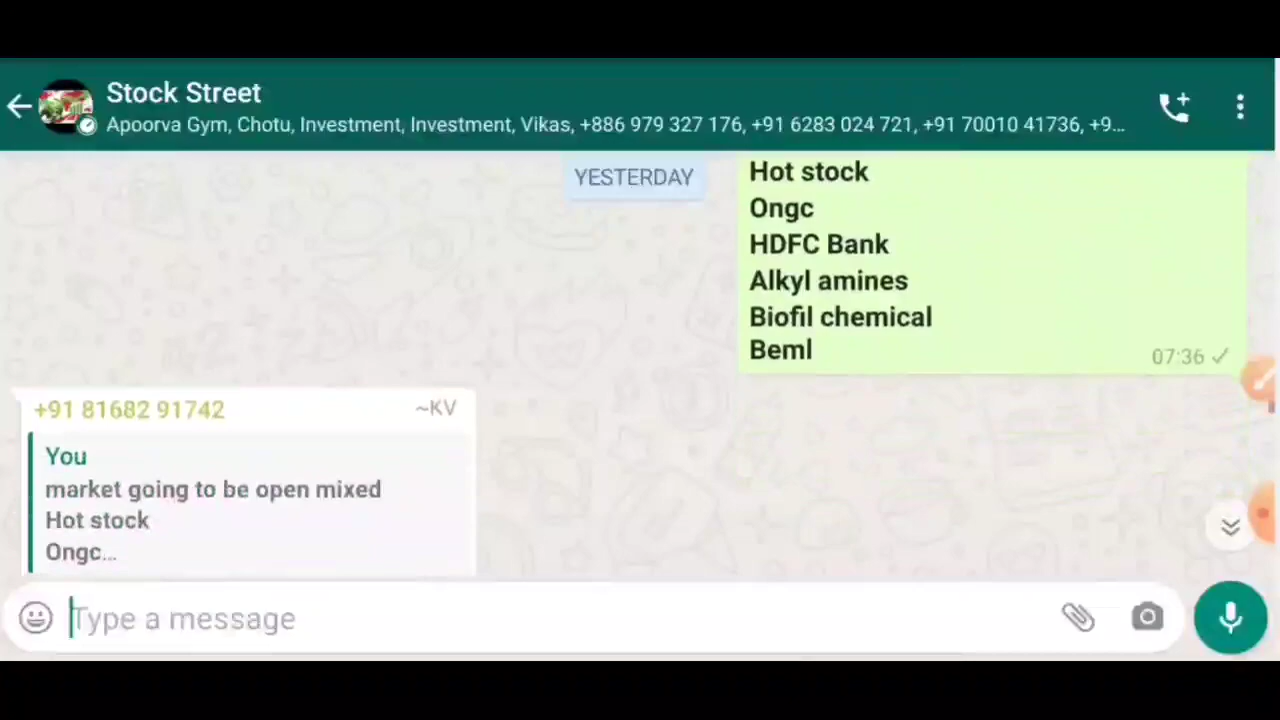 Stock Street
Apoorva Gym, Chotu, Investment, Investment, Vikas, +886 979 327 176, +91 6283 024 721, +91 70010 41736, +9...
YESTERDAY
Hot stock
Ongc
HDFC Bank
Alkyl amines
Biofil chemical
Beml
07:36
+91 81682 91742 ~KV
You
market going to be open mixed
Hot stock
Ongc...
Type a message